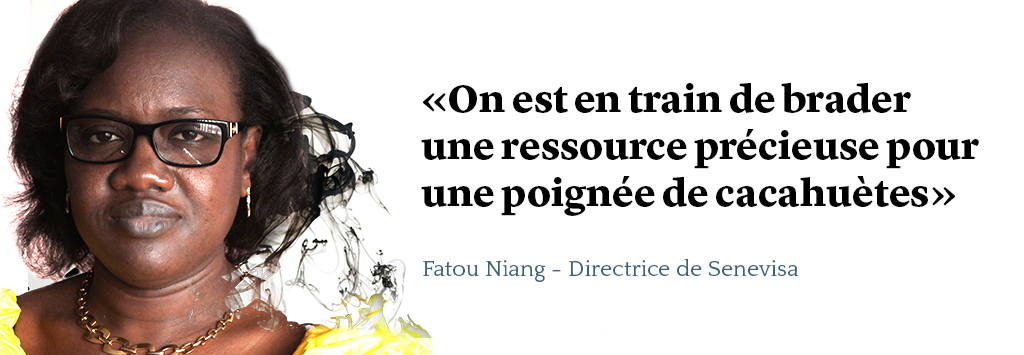 «On est en train de brader
une ressource précieuse pour
une poignée de cacahuètes»
Fatou Niang - Directrice de Senevisa